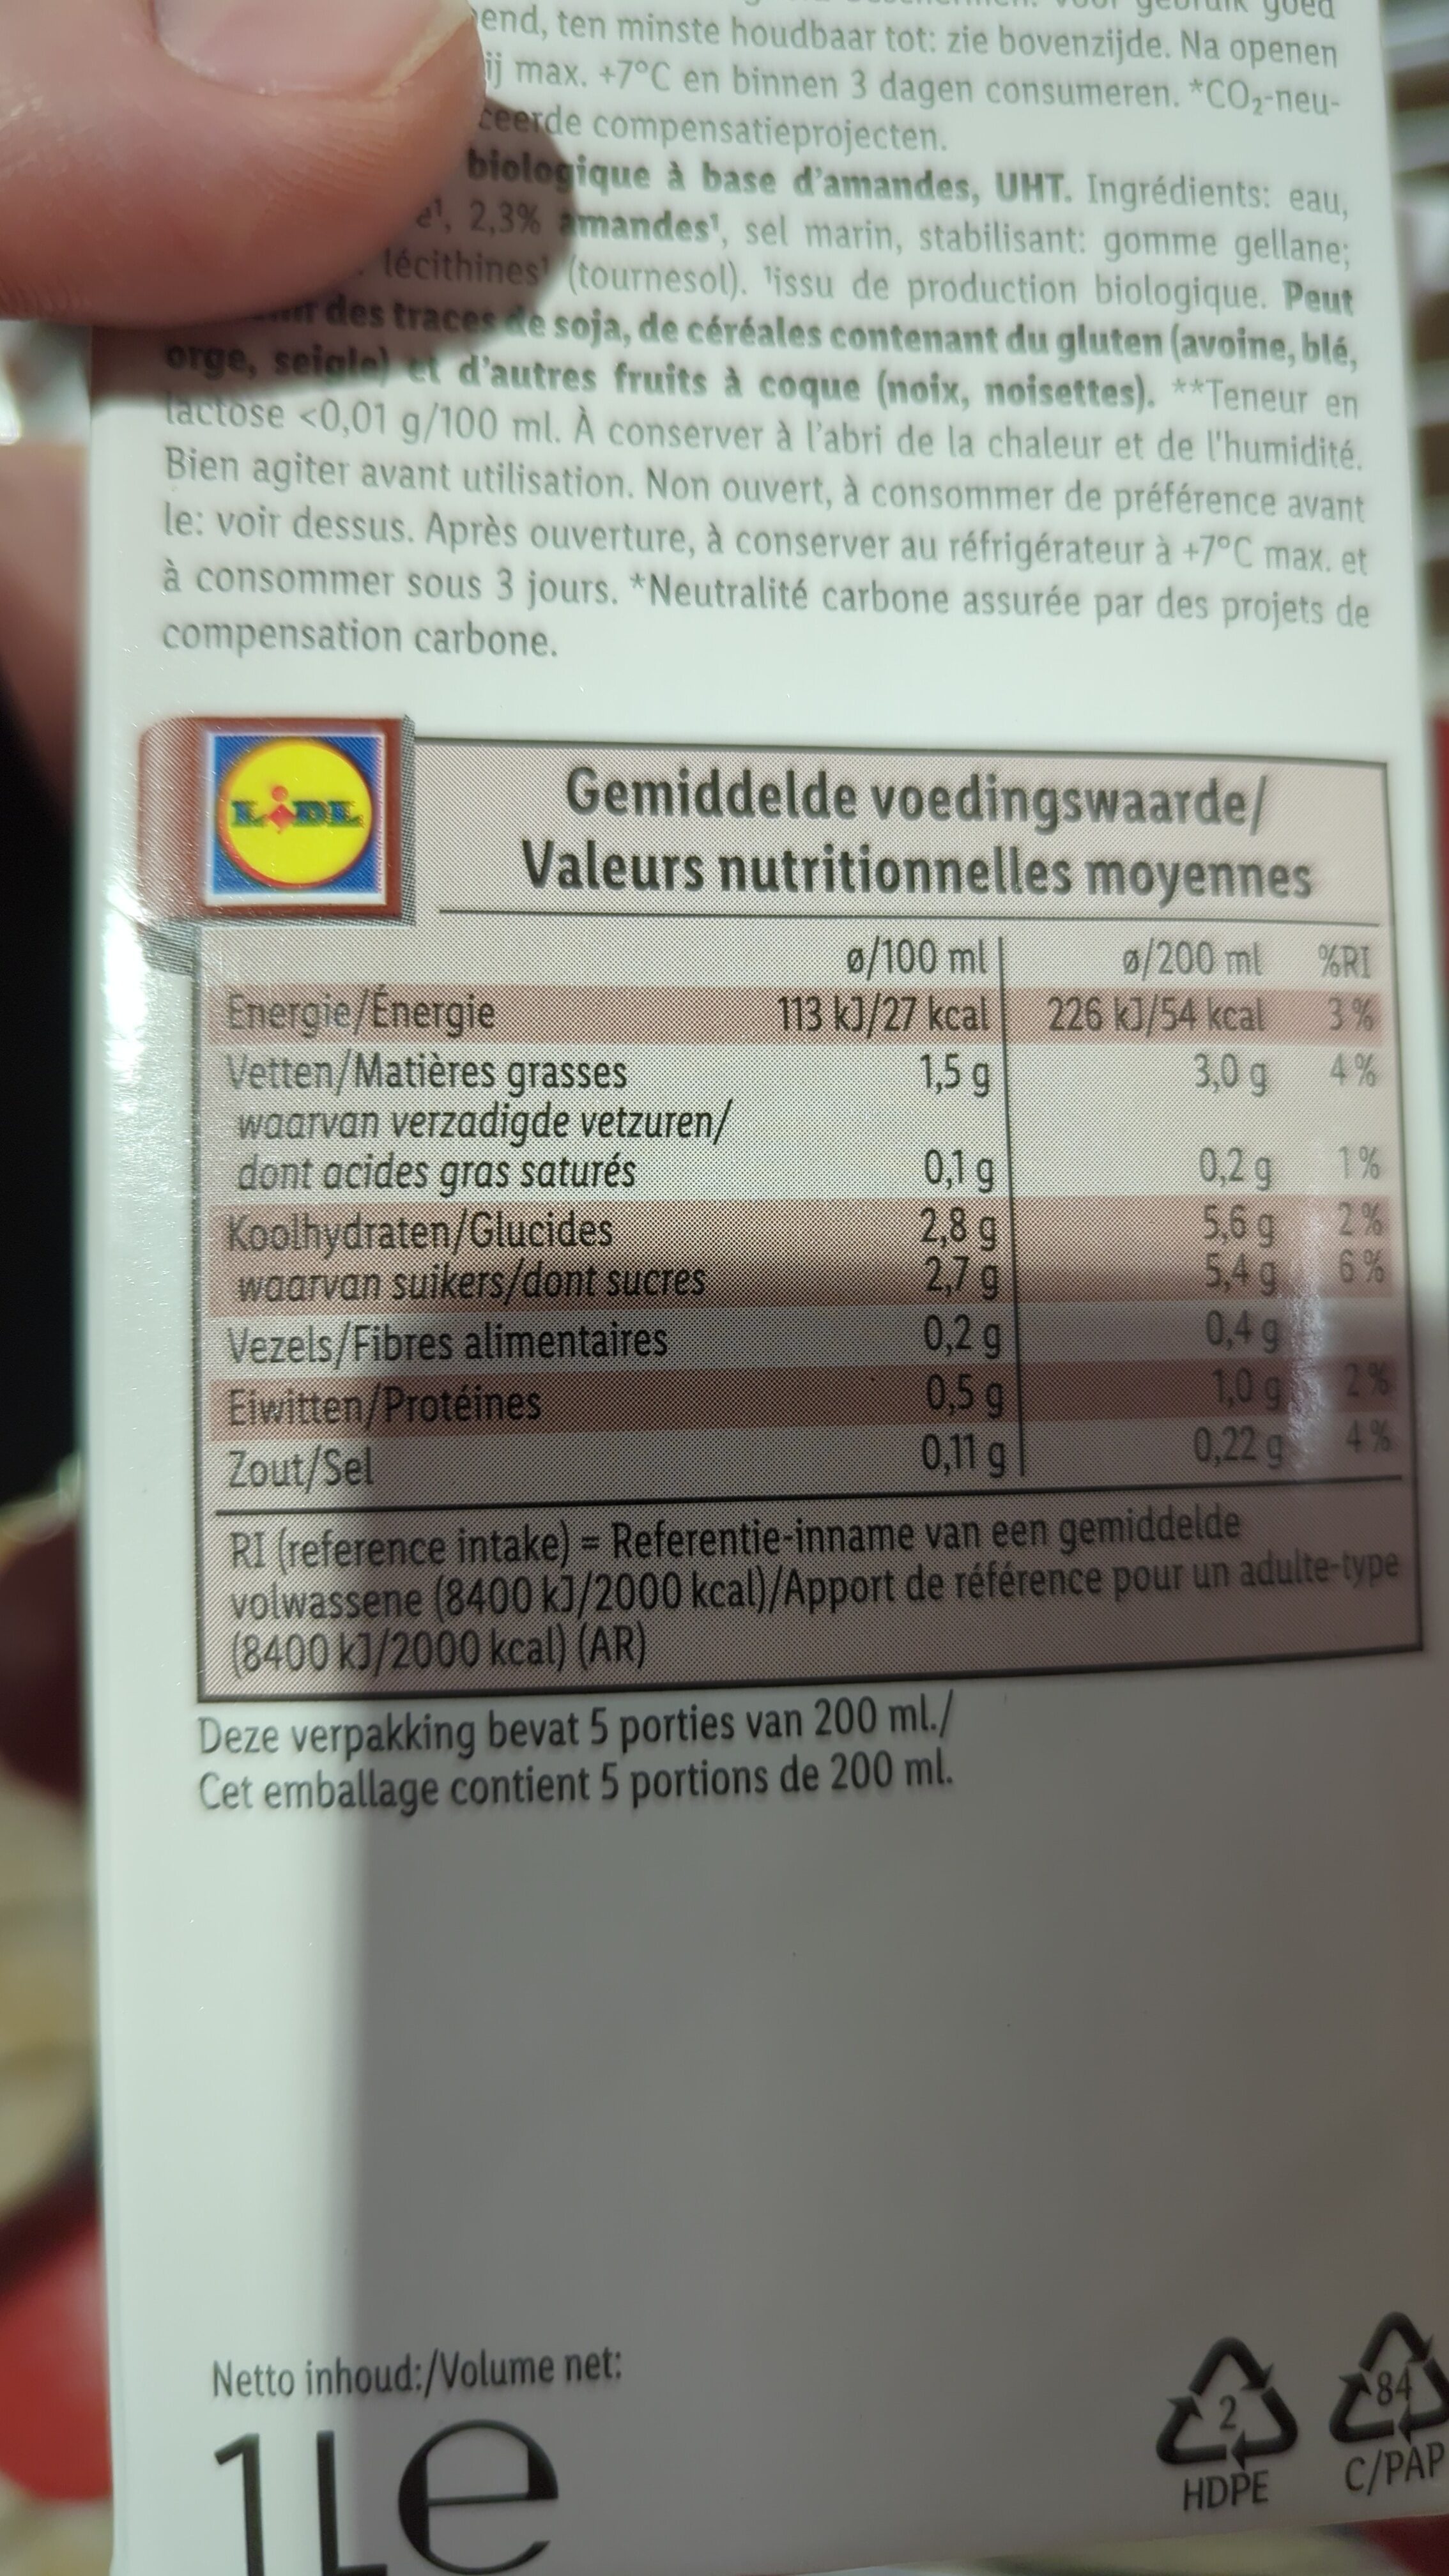 end, ten minste houdbaar tot: zie bovenzijde. Na openen
ij max. +7°C en binnen 3 dagen consumeren. *CO₂-neu-
ceerde compensatieprojecten.
biologique à base d'amandes, UHT. Ingrédients: eau,
2,3% amandes¹, sel marin, stabilisant: gomme gellane;
lécithines¹ (tournesol). ¹issu de production biologique. Peut
des traces de soja, de céréales contenant du gluten (avoine, blé,
orge, seigle) et d'autres fruits à coque (noix, noisettes). **Teneur en
lactose <0,01 g/100 ml. À conserver à l'abri de la chaleur et de l'humidité.
Bien agiter avant utilisation. Non ouvert, à consommer de préférence avant
le: voir dessus. Après ouverture, à conserver au réfrigérateur à +7°C max. et
à consommer sous 3 jours. *Neutralité carbone assurée par des projets de
compensation carbone.
LIDL
Gemiddelde voedingswaarde/
Valeurs nutritionnelles moyennes
ø/100 ml ø/200 ml %RI
Energie/Énergie 113 kJ/27 kcal 226 kJ/54 kcal 3%
Vetten/Matières grasses 1,5 g 3,0 g 4%
waarvan verzadigde vetzuren/
dont acides gras saturés 0,1 g 0,2 g 1%
Koolhydraten/Glucides 2,8 g 5,6 g 2%
waarvan suikers/dont sucres 2,7 g 5,4 g 6%
Vezels/Fibres alimentaires 0,2 g 0,4 g
Eiwitten/Protéines 0,5 g 1,0 g 2%
Zout/Sel 0,11 g 0,22 g 4%
RI (reference intake) = Referentie-inname van een gemiddelde
volwassene (8400 kJ/2000 kcal)/Apport de référence pour un adulte-type
(8400 kJ/2000 kcal) (AR)
Deze verpakking bevat 5 porties van 200 ml./
Cet emballage contient 5 portions de 200 ml.
Netto inhoud:/Volume net:
1L e
2
HDPE
84
C/PAP